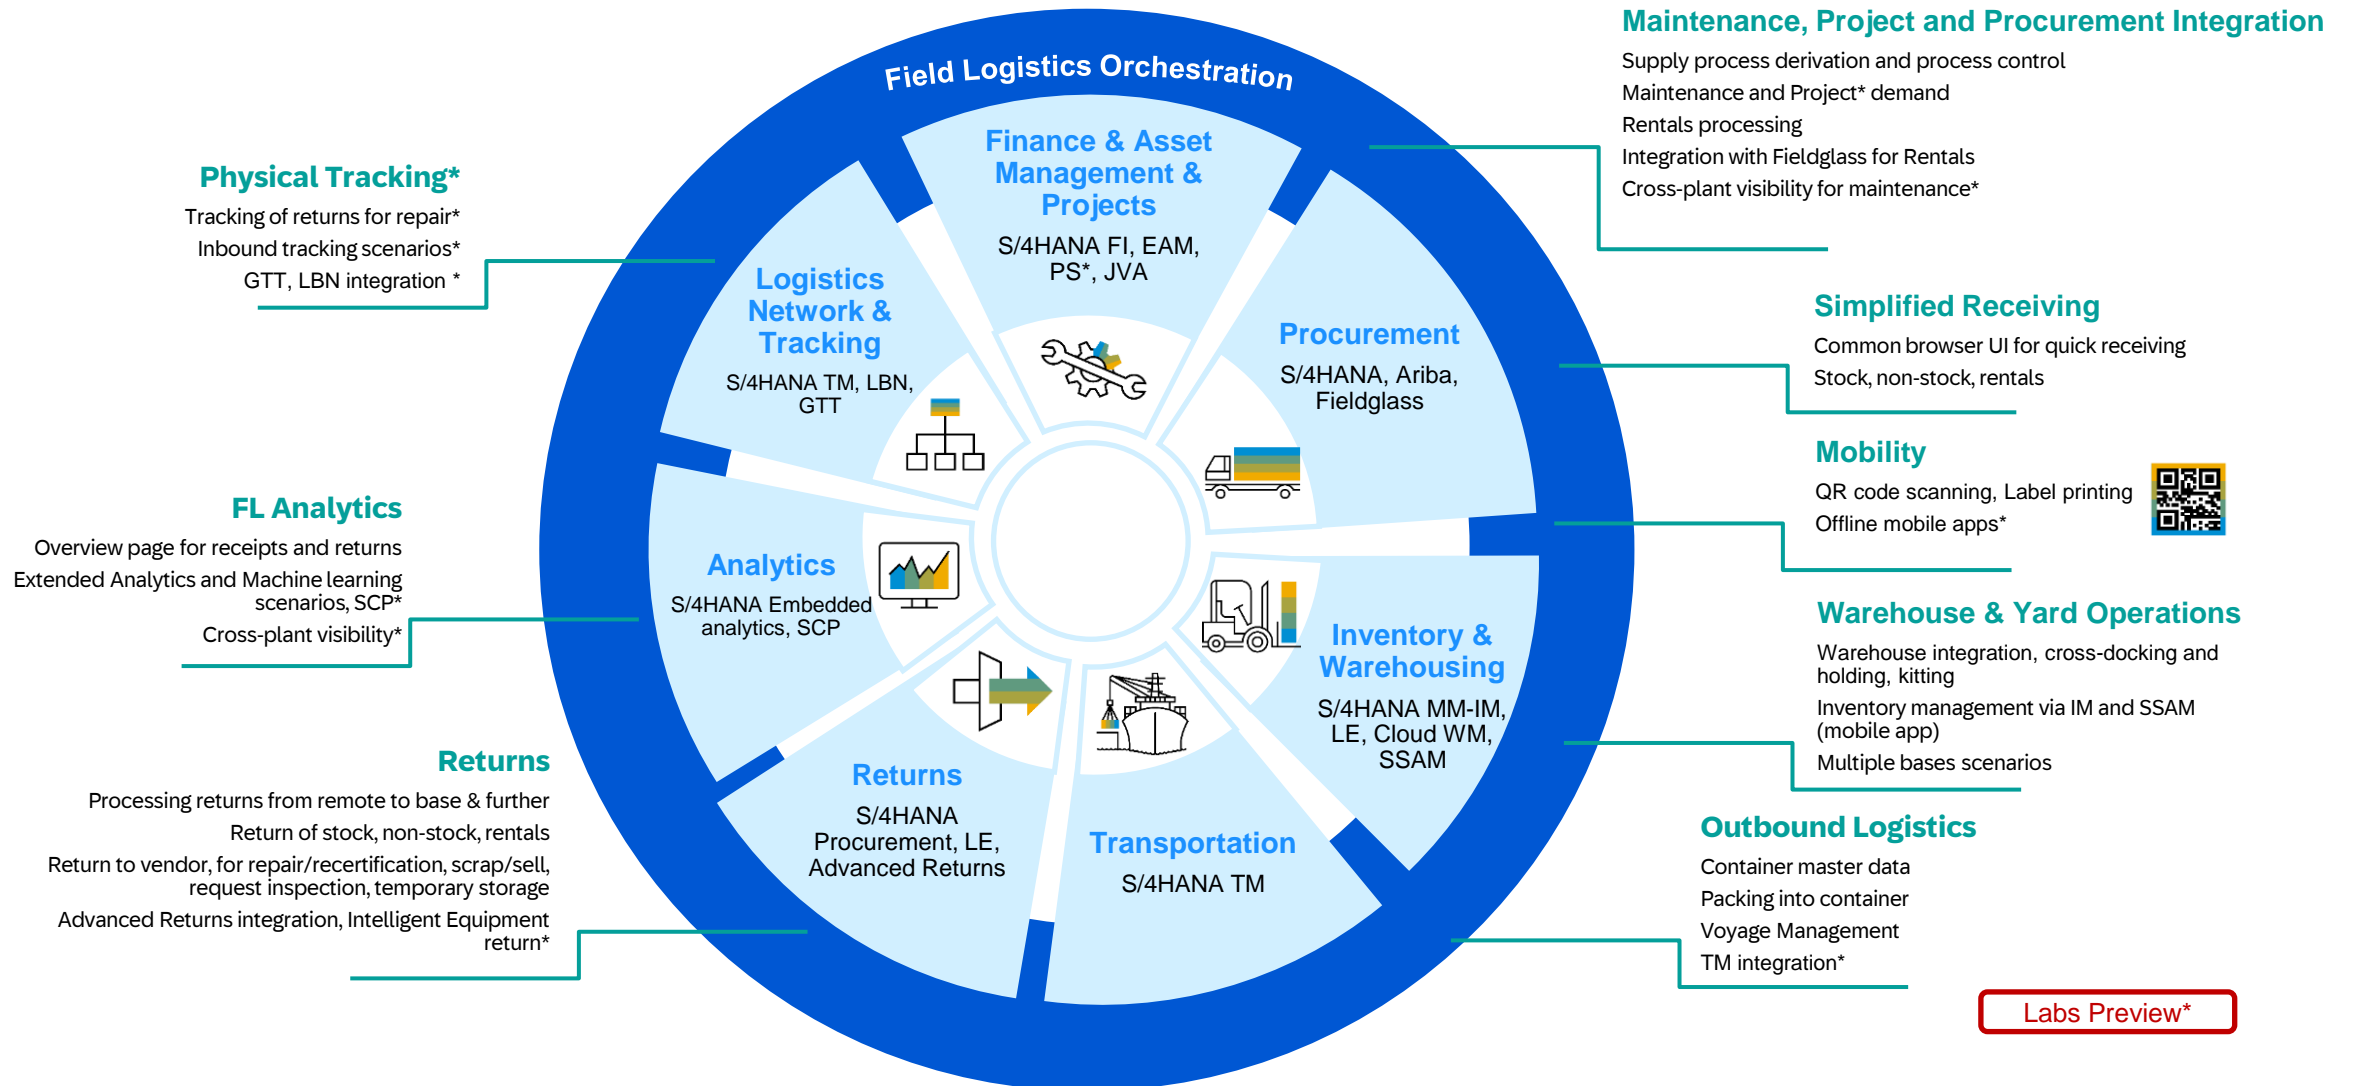 Field Logistics Orchestration
Finance & Asset
Management &
Projects
S/4HANA FI, EAM,
PS*, JVA
Procurement
S/4HANA, Ariba,
Fieldglass
Inventory &
Warehousing
S/4HANA MM-IM,
LE, Cloud WM,
SSAM
Transportation
S/4HANA TM
Returns
S/4HANA
Procurement, LE,
Advanced Returns
Analytics
S/4HANA Embedded
analytics, SCP
Logistics
Network &
Tracking
S/4HANA TM, LBN,
GTT
Physical Tracking*
Tracking of returns for repair*
Inbound tracking scenarios*
GTT, LBN integration *
FL Analytics
Overview page for receipts and returns
Extended Analytics and Machine learning
scenarios, SCP*
Cross-plant visibility*
Returns
Processing returns from remote to base & further
Return of stock, non-stock, rentals
Return to vendor, for repair/recertification, scrap/sell,
request inspection, temporary storage
Advanced Returns integration, Intelligent Equipment
return*
Maintenance, Project and Procurement Integration
Supply process derivation and process control
Maintenance and Project* demand
Rentals processing
Integration with Fieldglass for Rentals
Cross-plant visibility for maintenance*
Simplified Receiving
Common browser UI for quick receiving
Stock, non-stock, rentals
Mobility
QR code scanning, Label printing
Offline mobile apps*
Warehouse & Yard Operations
Warehouse integration, cross-docking and
holding, kitting
Inventory management via IM and SSAM
(mobile app)
Multiple bases scenarios
Outbound Logistics
Container master data
Packing into container
Voyage Management
TM integration*
Labs Preview*